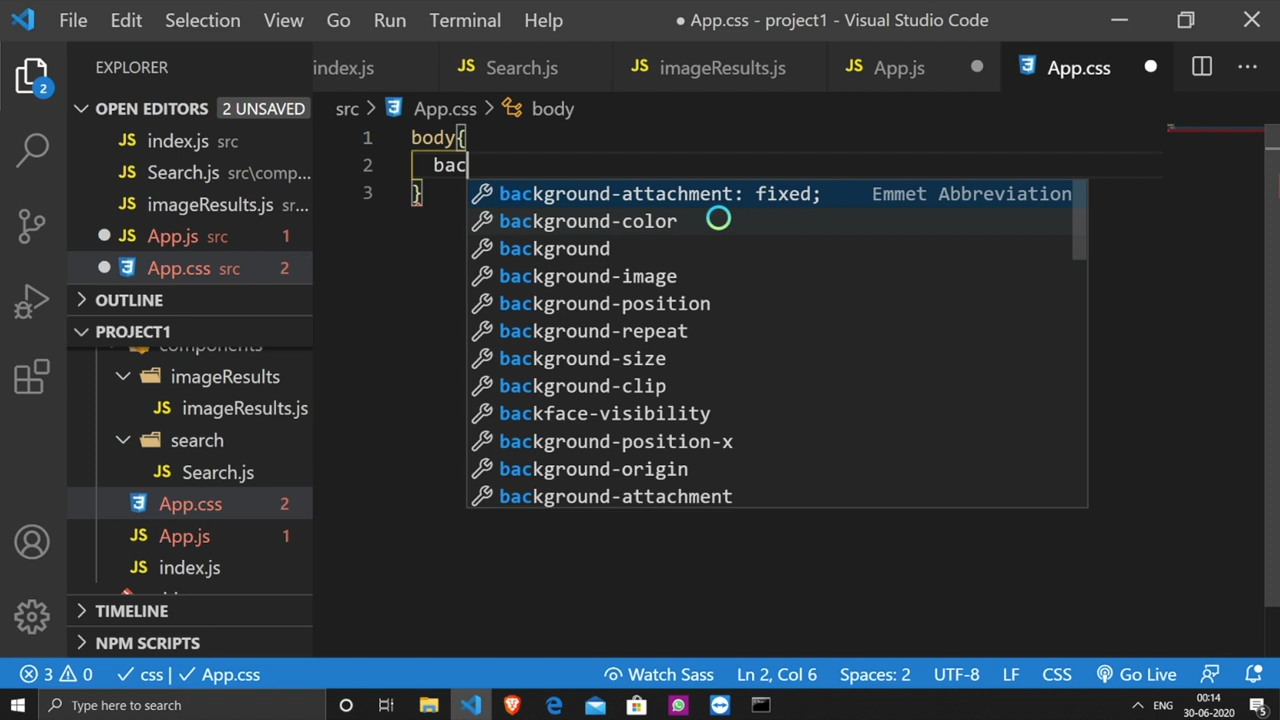 File Edit Selection View Go Run Terminal Help
● App.css - project1 - Visual Studio Code
EXPLORER
index.js
JS Search.js
JS imageResults.js
JS App.js
App.css
OPEN EDITORS 2 UNSAVED
JS index.js src
JS Search.js src\comp...
JS imageResults.js sr...
JS App.js src 1
App.css src 2
OUTLINE
PROJECT1
components
imageResults
JS imageResults.js
search
JS Search.js
App.css 2
JS App.js 1
JS index.js
TIMELINE
NPM SCRIPTS
2
src > App.css > body
1 body{
2 bac
3 }
background-attachment: fixed; Emmet Abbreviation
background-color
background
background-image
background-position
background-repeat
background-size
background-clip
backface-visibility
background-position-x
background-origin
background-attachment
3 0 ✓ css | ✓ App.css Watch Sass Ln 2, Col 6 Spaces: 2 UTF-8 LF CSS Go Live
Type here to search
ENG
00:14
30-06-2020
5